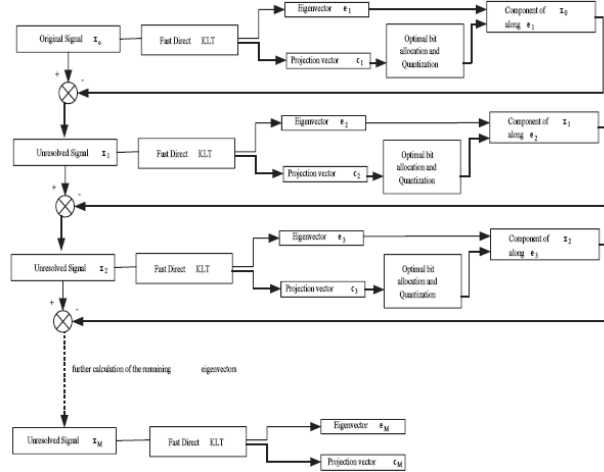 Eigenvector e1
Original Signal xo
Fast Direct KLT
Component of x0
along e1
Projection vector c1
Optimal bit
allocation and
Quantization
+
-
Eigenvector e2
Unresolved Signal x1
Fast Direct KLT
Component of x1
along e2
Projection vector c2
Optimal bit
allocation and
Quantization
+
-
Eigenvector e3
Unresolved Signal x2
Fast Direct KLT
Component of x2
along e3
Projection vector c3
Optimal bit
allocation and
Quantization
+
-
further calculation of the remaining eigenvectors
Eigenvector eM
Unresolved Signal xM
Fast Direct KLT
Projection vector cM